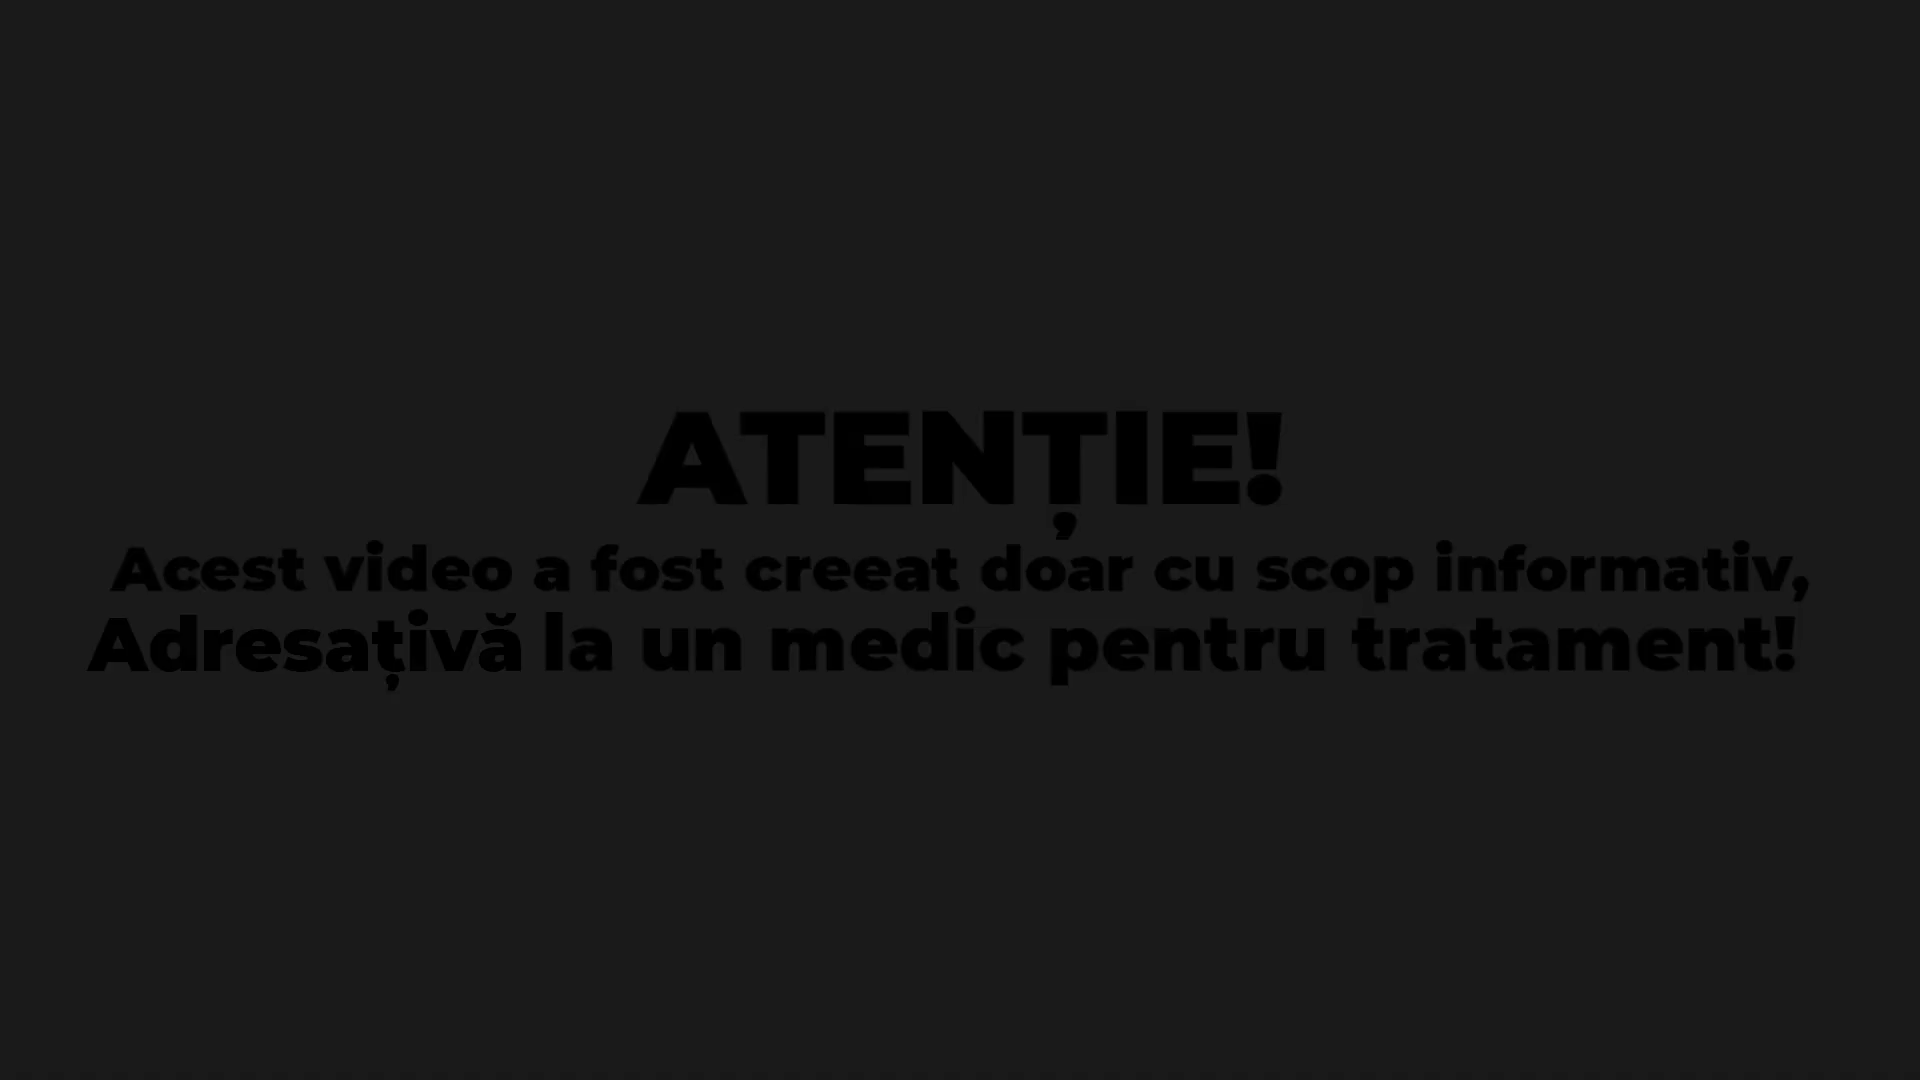 ATENȚIE!
Acest video a fost creeat doar cu scop informativ,
Adresațivă la un medic pentru tratament!